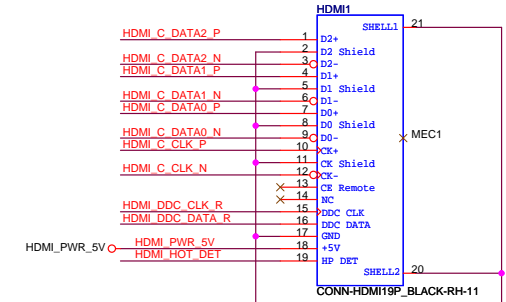 HDMI1
SHELL1 21
HDMI_C_DATA2_P 1 D2+
2 D2 Shield
HDMI_C_DATA2_N 3 D2-
HDMI_C_DATA1_P 4 D1+
5 D1 Shield
HDMI_C_DATA1_N 6 D1-
HDMI_C_DATA0_P 7 D0+
8 D0 Shield
HDMI_C_DATA0_N 9 D0- MEC1
HDMI_C_CLK_P 10 CK+
11 CK Shield
HDMI_C_CLK_N 12 CK-
13 CE Remote
14 NC
HDMI_DDC_CLK_R 15 DDC CLK
HDMI_DDC_DATA_R 16 DDC DATA
17 GND
HDMI_PWR_5V HDMI_PWR_5V 18 +5V
HDMI_HOT_DET 19 HP DET
SHELL2 20
CONN-HDMI19P_BLACK-RH-11